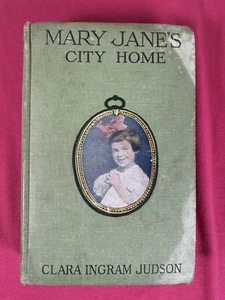 MARY JANE'S
CITY HOME
CLARA INGRAM JUDSON